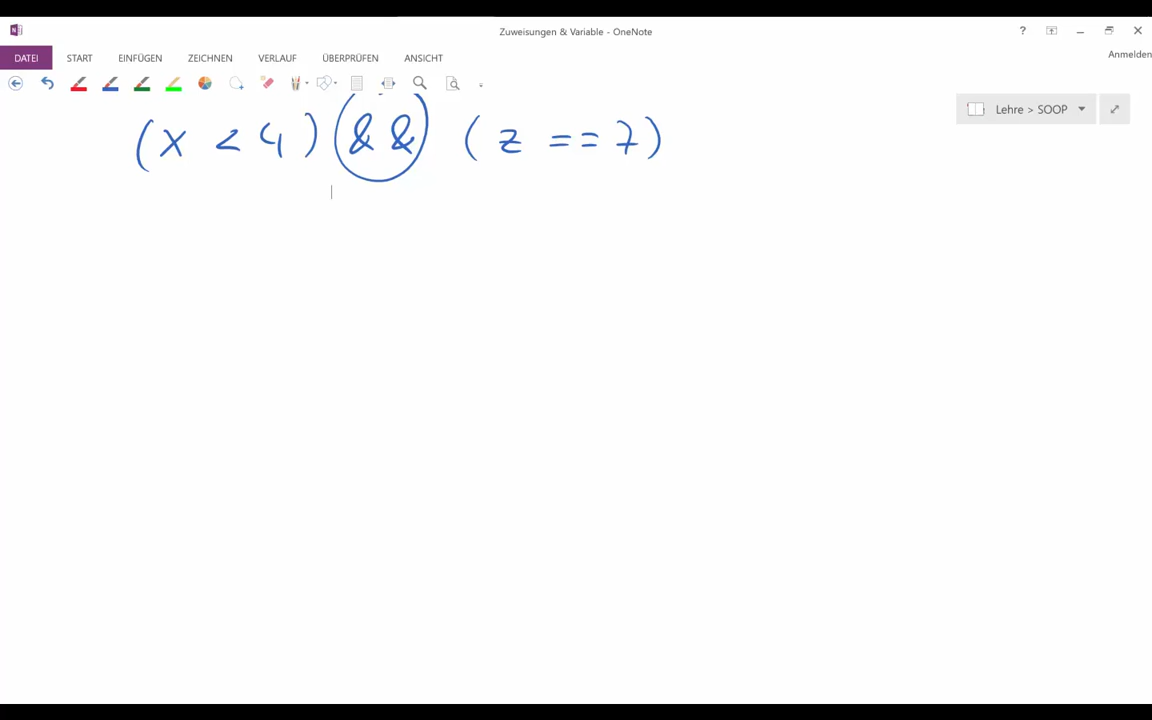 Zuweisungen & Variable - OneNote
?
Anmelden
DATEI START EINFÜGEN ZEICHNEN VERLAUF ÜBERPRÜFEN ANSICHT
Lehre > SOOP
(x < 4) && (z == 7)